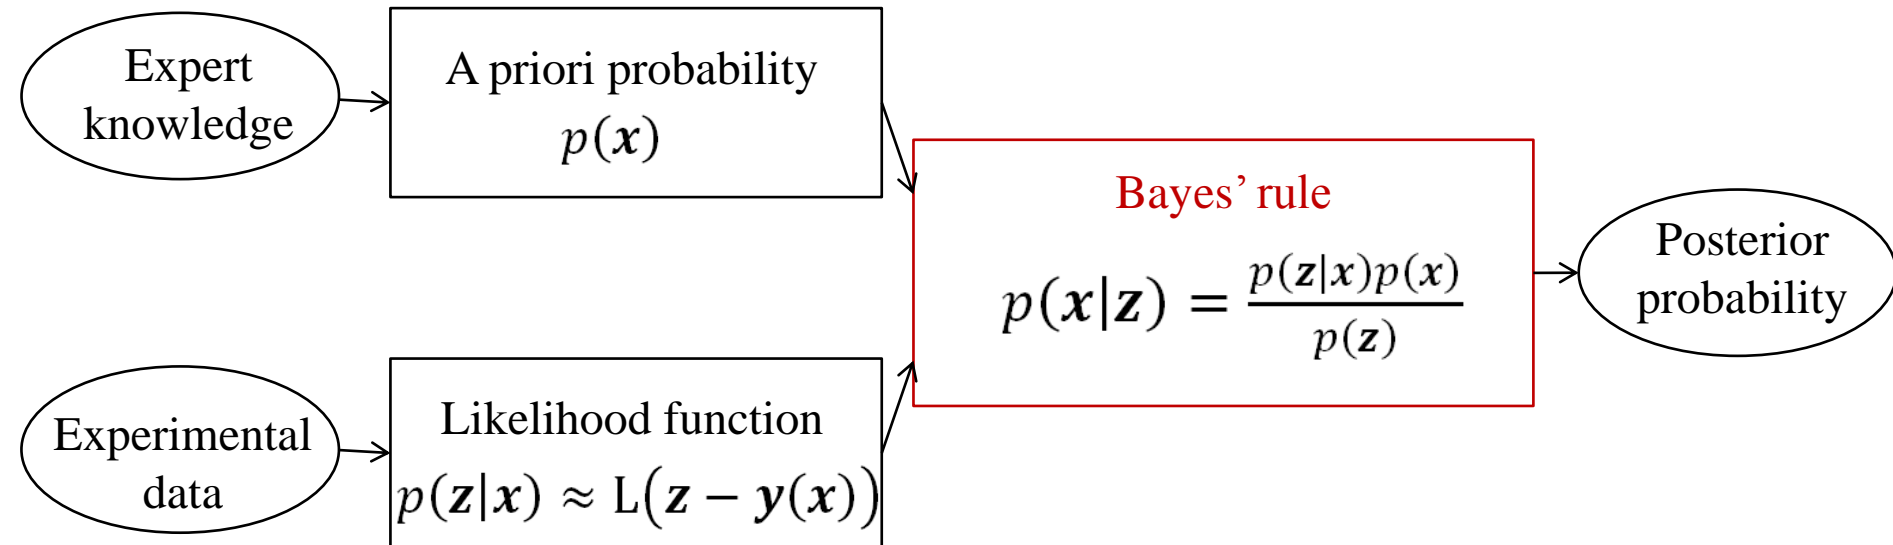 Expert
knowledge
A priori probability
p(x)
Experimental
data
Likelihood function
p(z|x) ≈ L(z − y(x))
Bayes’ rule
p(x|z) = p(z|x)p(x) / p(z)
Posterior
probability